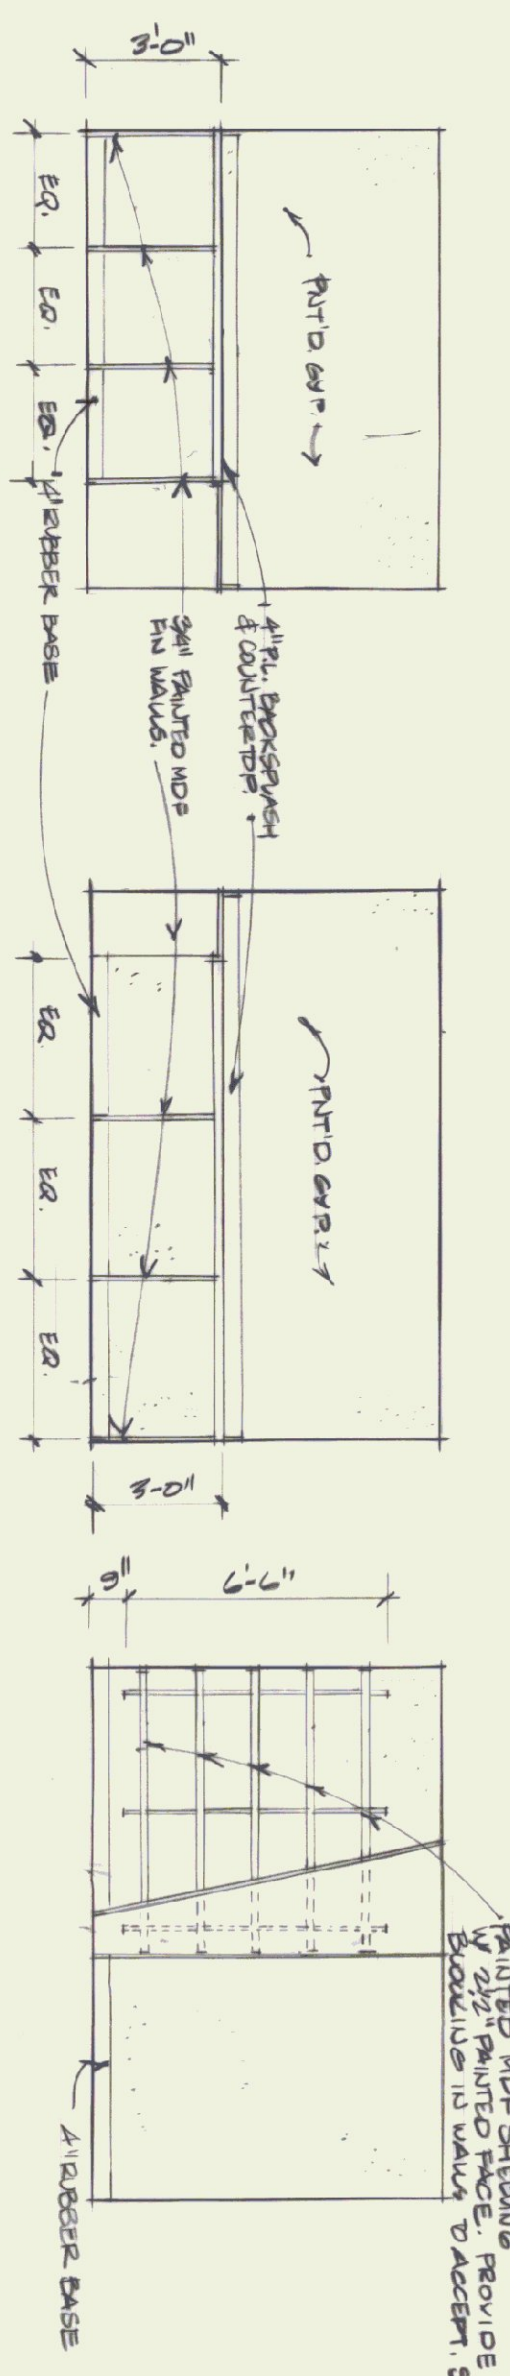 3'-0"
EQ.
EQ.
EQ.
PNT'D. GYP.
4" RUBBER BASE
3/4" PAINTED MDF
FIN WALLS.
4" P.L. BACKSPLASH
& COUNTERTOP.
EQ.
EQ.
EQ.
PNT'D. GYP.
3'-0"
9"
6'-6"
PAINTED MDF SHELVING
W/ 2 1/2" PAINTED FACE. PROVIDE
BLOCKING IN WALLS TO ACCEPT.
4" RUBBER BASE